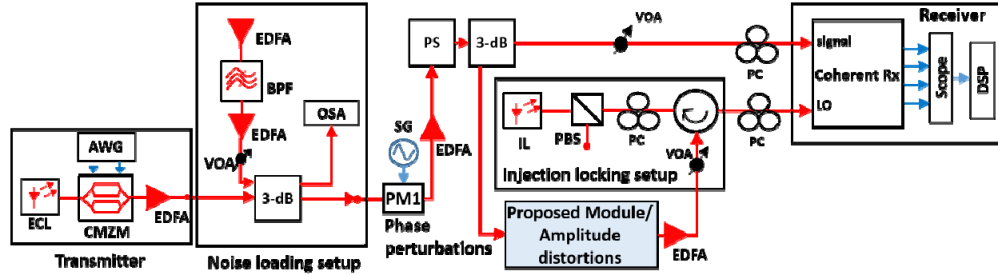 EDFA
BPF
EDFA
VOA
OSA
3-dB
Noise loading setup
AWG
ECL
CMZM
EDFA
Transmitter
SG
PM1
Phase
perturbations
EDFA
PS
3-dB
VOA
PC
IL
PBS
PC
VOA
Injection locking setup
PC
Proposed Module/
Amplitude
distortions
EDFA
Receiver
signal
Coherent Rx
LO
Scope
DSP